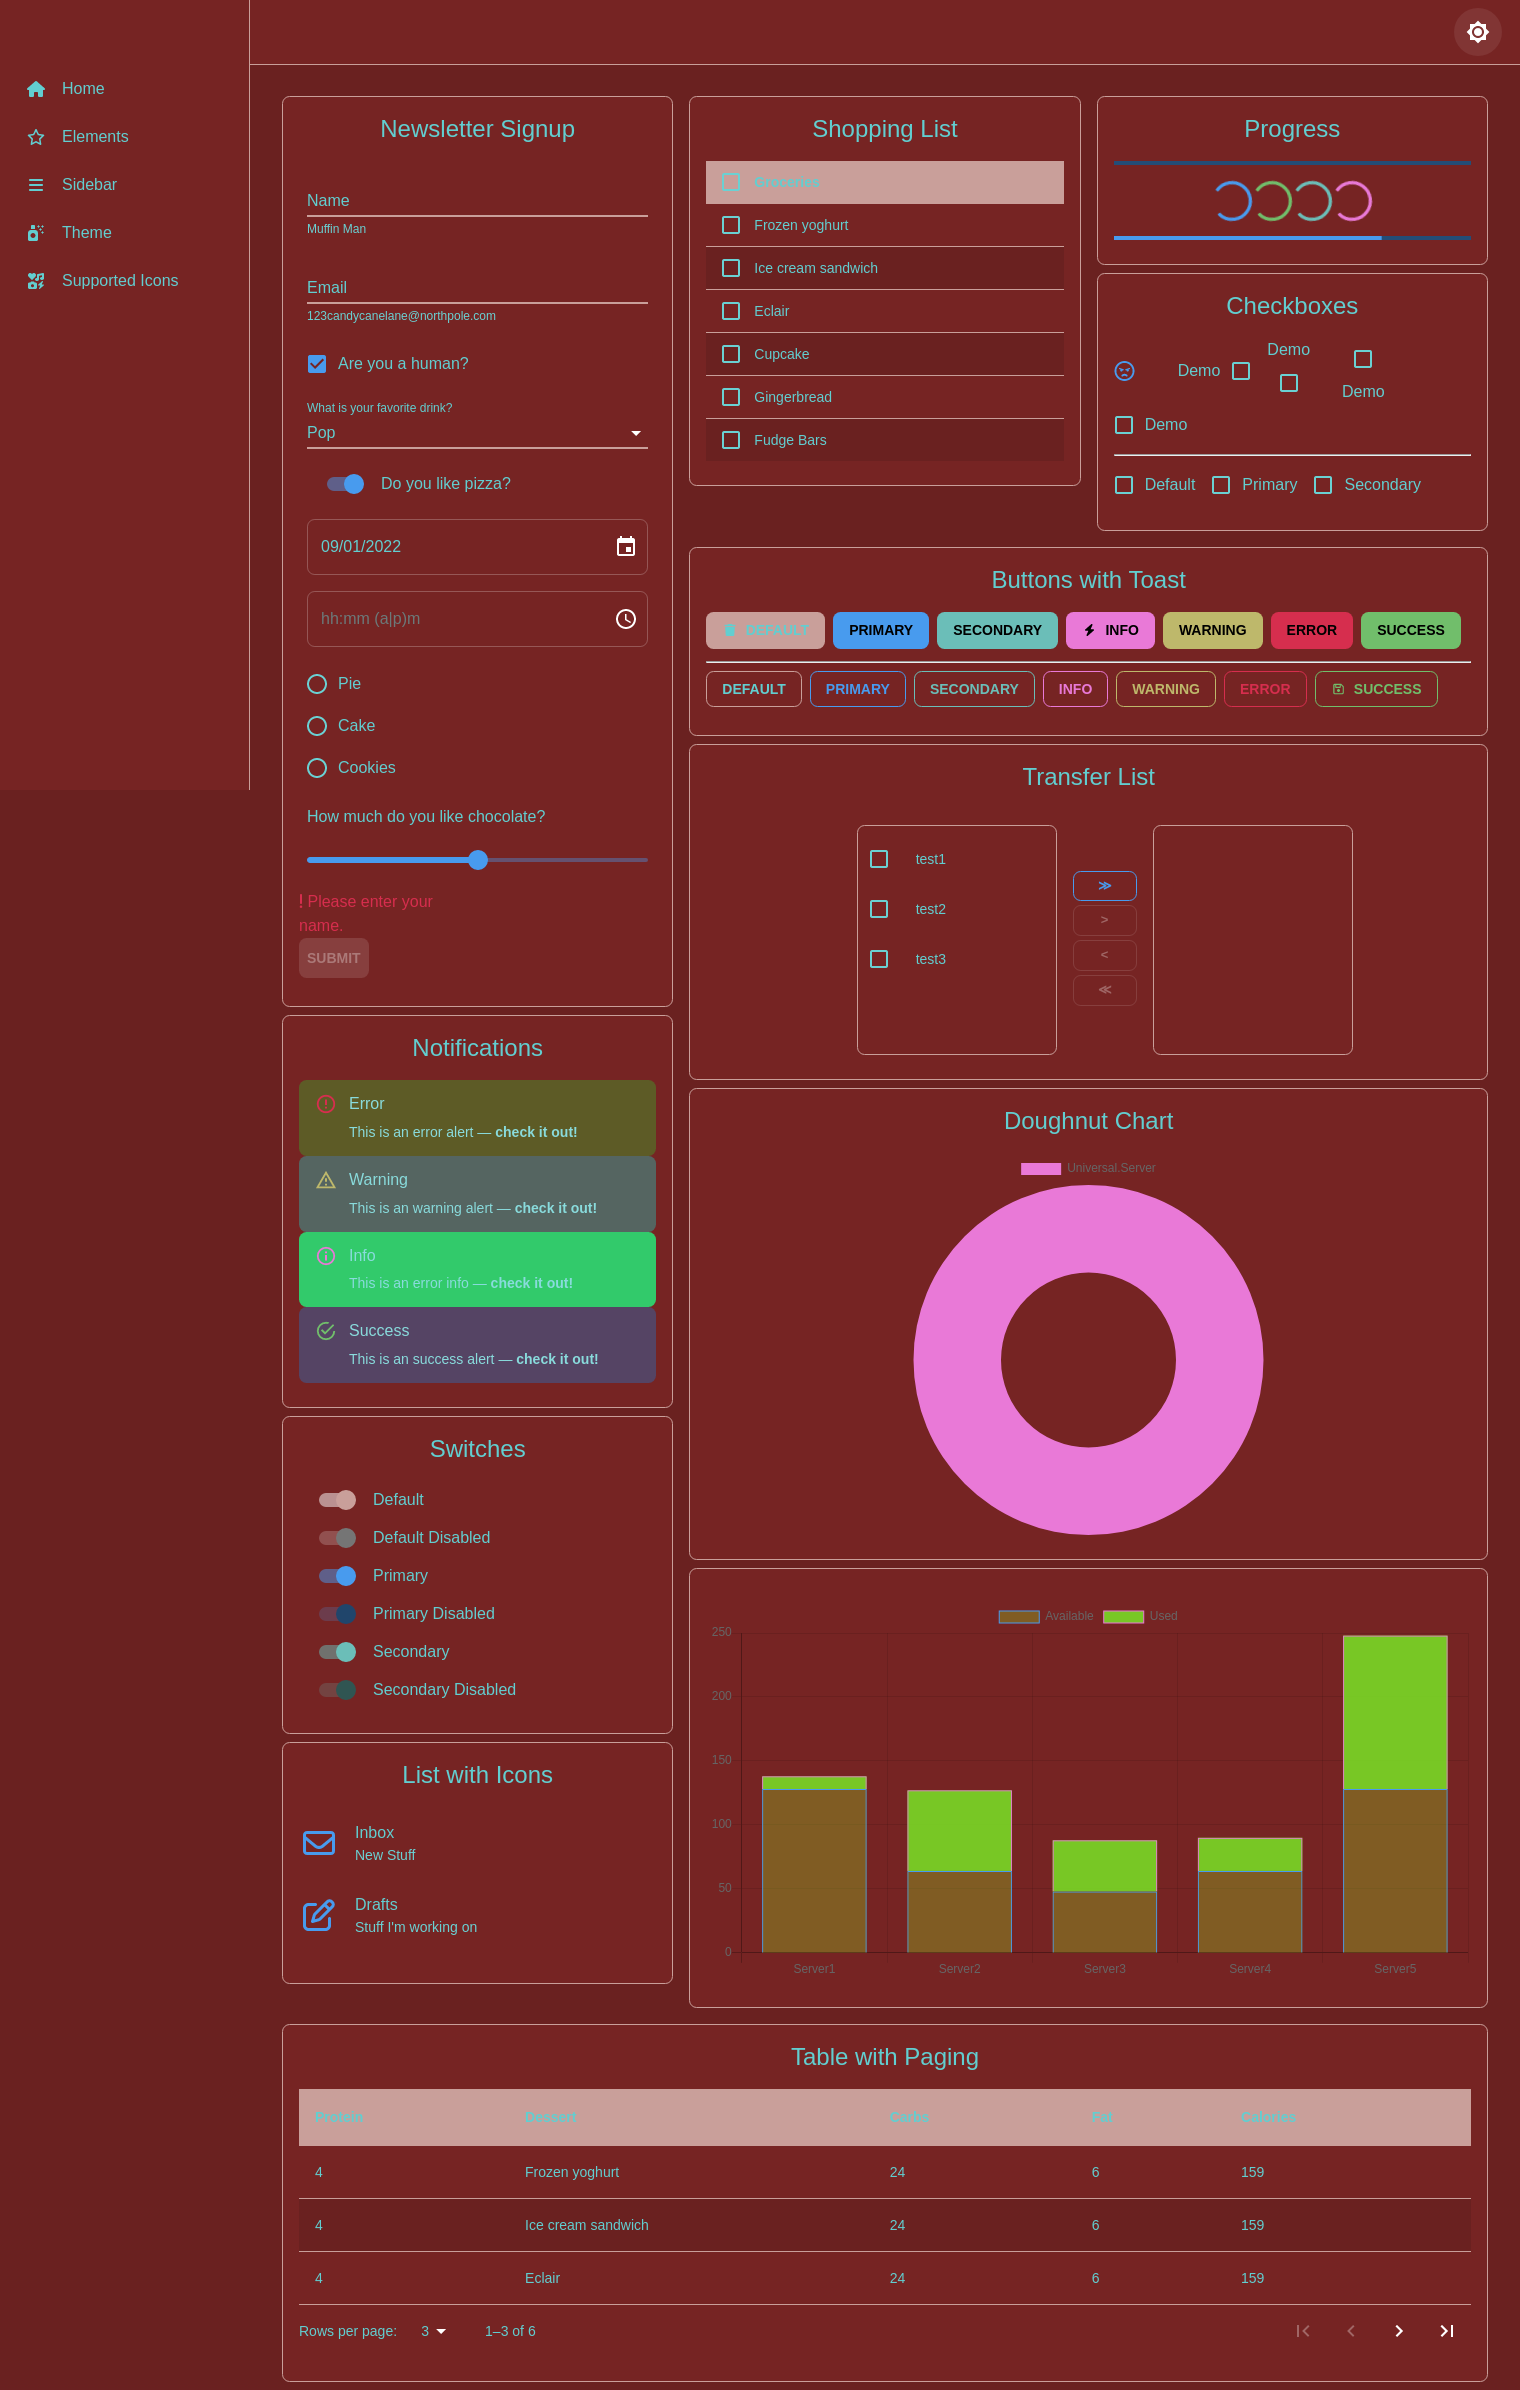 Home
Elements
Sidebar
Theme
Supported Icons
Newsletter Signup
Name
Muffin Man
Email
123candycanelane@northpole.com
Are you a human?
What is your favorite drink?
Pop
Do you like pizza?
09/01/2022
hh:mm (a|p)m
Pie
Cake
Cookies
How much do you like chocolate?
! Please enter your
name.
SUBMIT
Notifications
Error
This is an error alert — check it out!
Warning
This is an warning alert — check it out!
Info
This is an error info — check it out!
Success
This is an success alert — check it out!
Switches
Default
Default Disabled
Primary
Primary Disabled
Secondary
Secondary Disabled
List with Icons
Inbox
New Stuff
Drafts
Stuff I'm working on
Shopping List
Groceries
Frozen yoghurt
Ice cream sandwich
Eclair
Cupcake
Gingerbread
Fudge Bars
Progress
Checkboxes
Demo
Demo
Demo
Demo
Default Primary Secondary
Buttons with Toast
DEFAULT PRIMARY SECONDARY INFO WARNING ERROR SUCCESS
DEFAULT PRIMARY SECONDARY INFO WARNING ERROR SUCCESS
Transfer List
test1
test2
test3
≫
>
<
≪
Doughnut Chart
Universal.Server
Available Used
250
200
150
100
50
0
Server1 Server2 Server3 Server4 Server5
Table with Paging
Protein Dessert Carbs Fat Calories
4 Frozen yoghurt 24 6 159
4 Ice cream sandwich 24 6 159
4 Eclair 24 6 159
Rows per page: 3 1–3 of 6